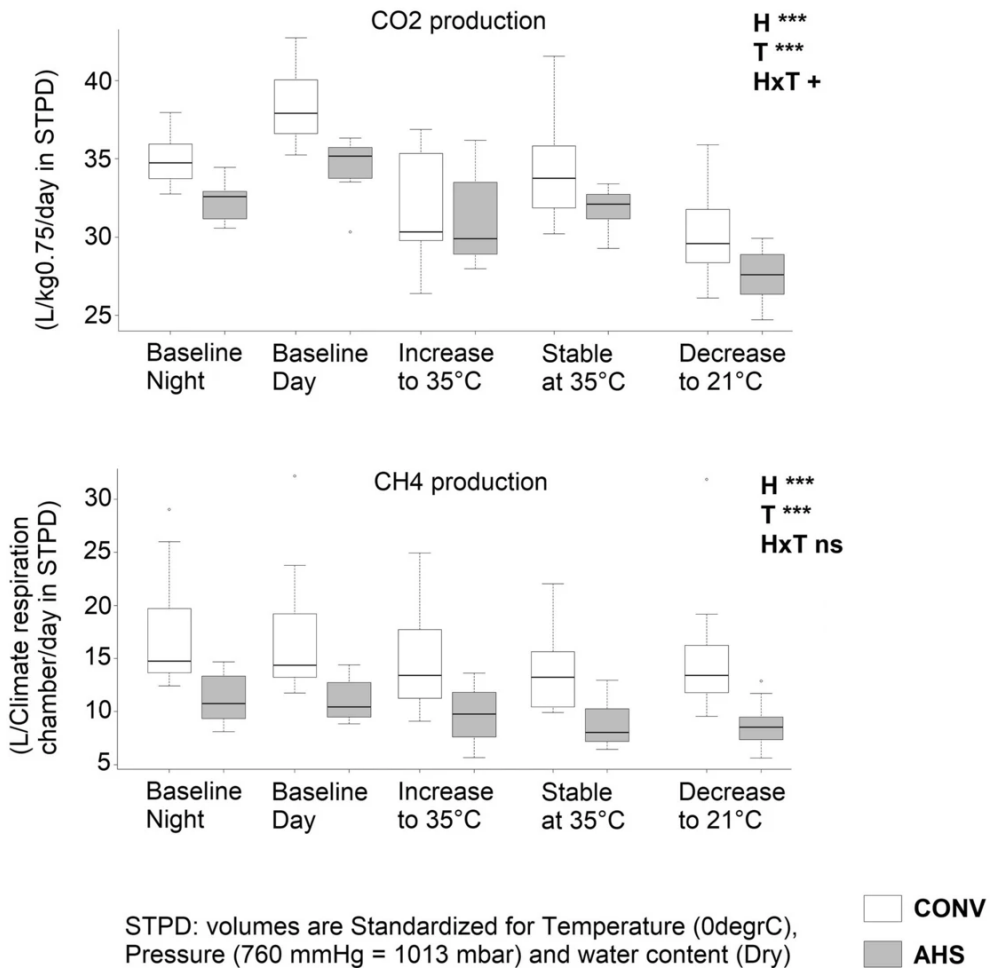 CO2 production
H ***
T ***
HxT +
(L/kg0.75/day in STPD)
40
35
30
25
Baseline Night
Baseline Day
Increase to 35°C
Stable at 35°C
Decrease to 21°C
CH4 production
H ***
T ***
HxT ns
(L/Climate respiration
chamber/day in STPD)
30
25
20
15
10
5
Baseline Night
Baseline Day
Increase to 35°C
Stable at 35°C
Decrease to 21°C
STPD: volumes are Standardized for Temperature (0degrC),
Pressure (760 mmHg = 1013 mbar) and water content (Dry)
CONV
AHS